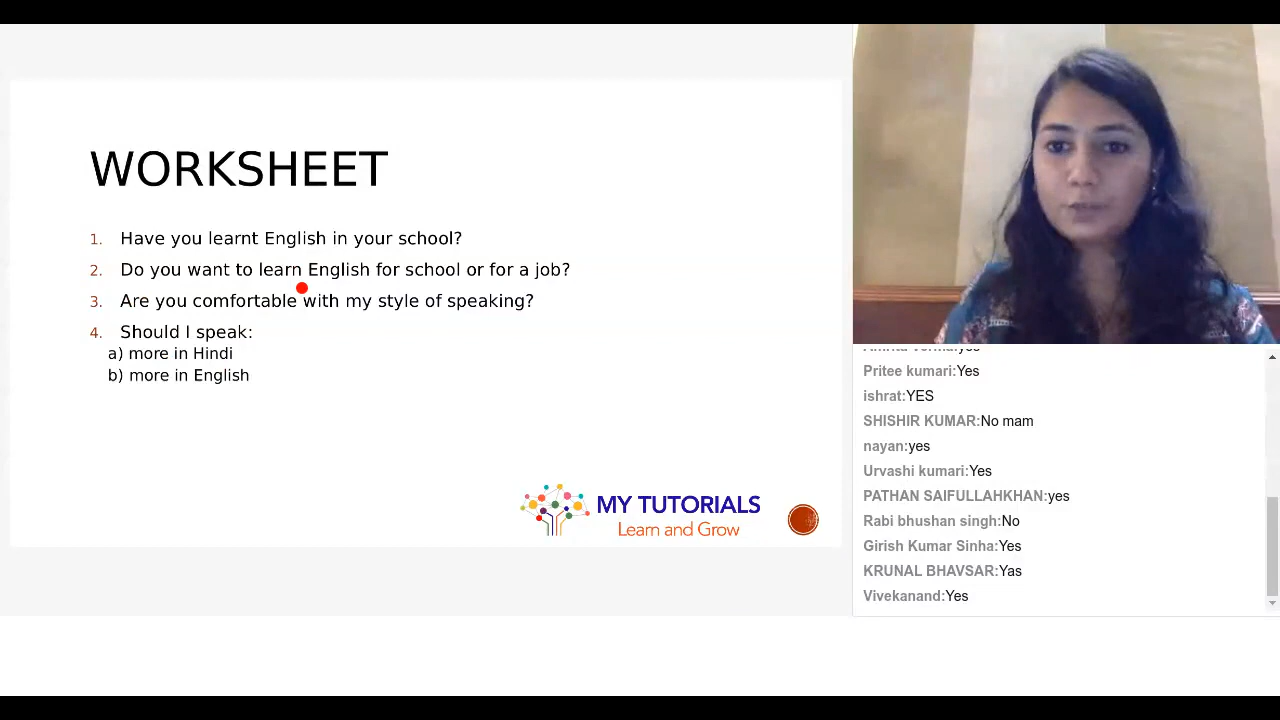 WORKSHEET
1. Have you learnt English in your school?
2. Do you want to learn English for school or for a job?
3. Are you comfortable with my style of speaking?
4. Should I speak:
a) more in Hindi
b) more in English
MY TUTORIALS
Learn and Grow
Amrita Verma:yes
Pritee kumari:Yes
ishrat:YES
SHISHIR KUMAR:No mam
nayan:yes
Urvashi kumari:Yes
PATHAN SAIFULLAHKHAN:yes
Rabi bhushan singh:No
Girish Kumar Sinha:Yes
KRUNAL BHAVSAR:Yas
Vivekanand:Yes